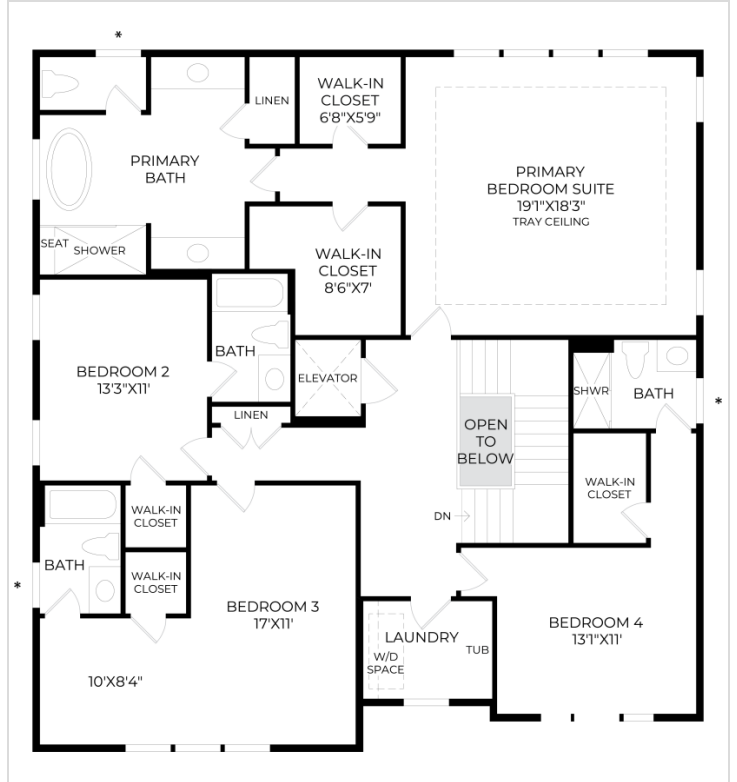 *
WALK-IN
CLOSET
6'8"X5'9"
LINEN
PRIMARY
BATH
PRIMARY
BEDROOM SUITE
19'1"X18'3"
TRAY CEILING
SEAT
SHOWER
WALK-IN
CLOSET
8'6"X7'
BEDROOM 2
13'3"X11'
BATH
ELEVATOR
SHWR
BATH
*
LINEN
OPEN
TO
BELOW
WALK-IN
CLOSET
WALK-IN
CLOSET
DN
BATH
*
WALK-IN
CLOSET
BEDROOM 3
17'X11'
LAUNDRY
W/D
SPACE
TUB
BEDROOM 4
13'1"X11'
10'X8'4"